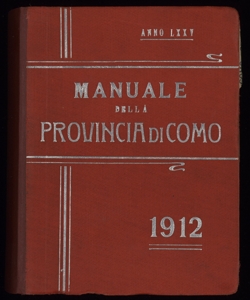 ANNO LXXV
MANUALE
DELLA
PROVINCIA DI COMO
1912